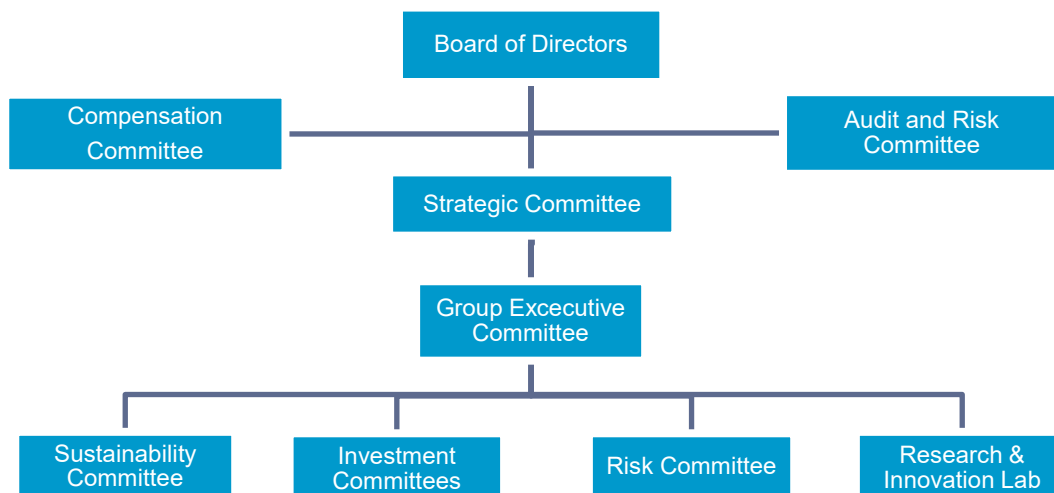 Board of Directors
Compensation
Committee
Audit and Risk
Committee
Strategic Committee
Group Excecutive
Committee
Sustainability
Committee
Investment
Committees
Risk Committee
Research &
Innovation Lab